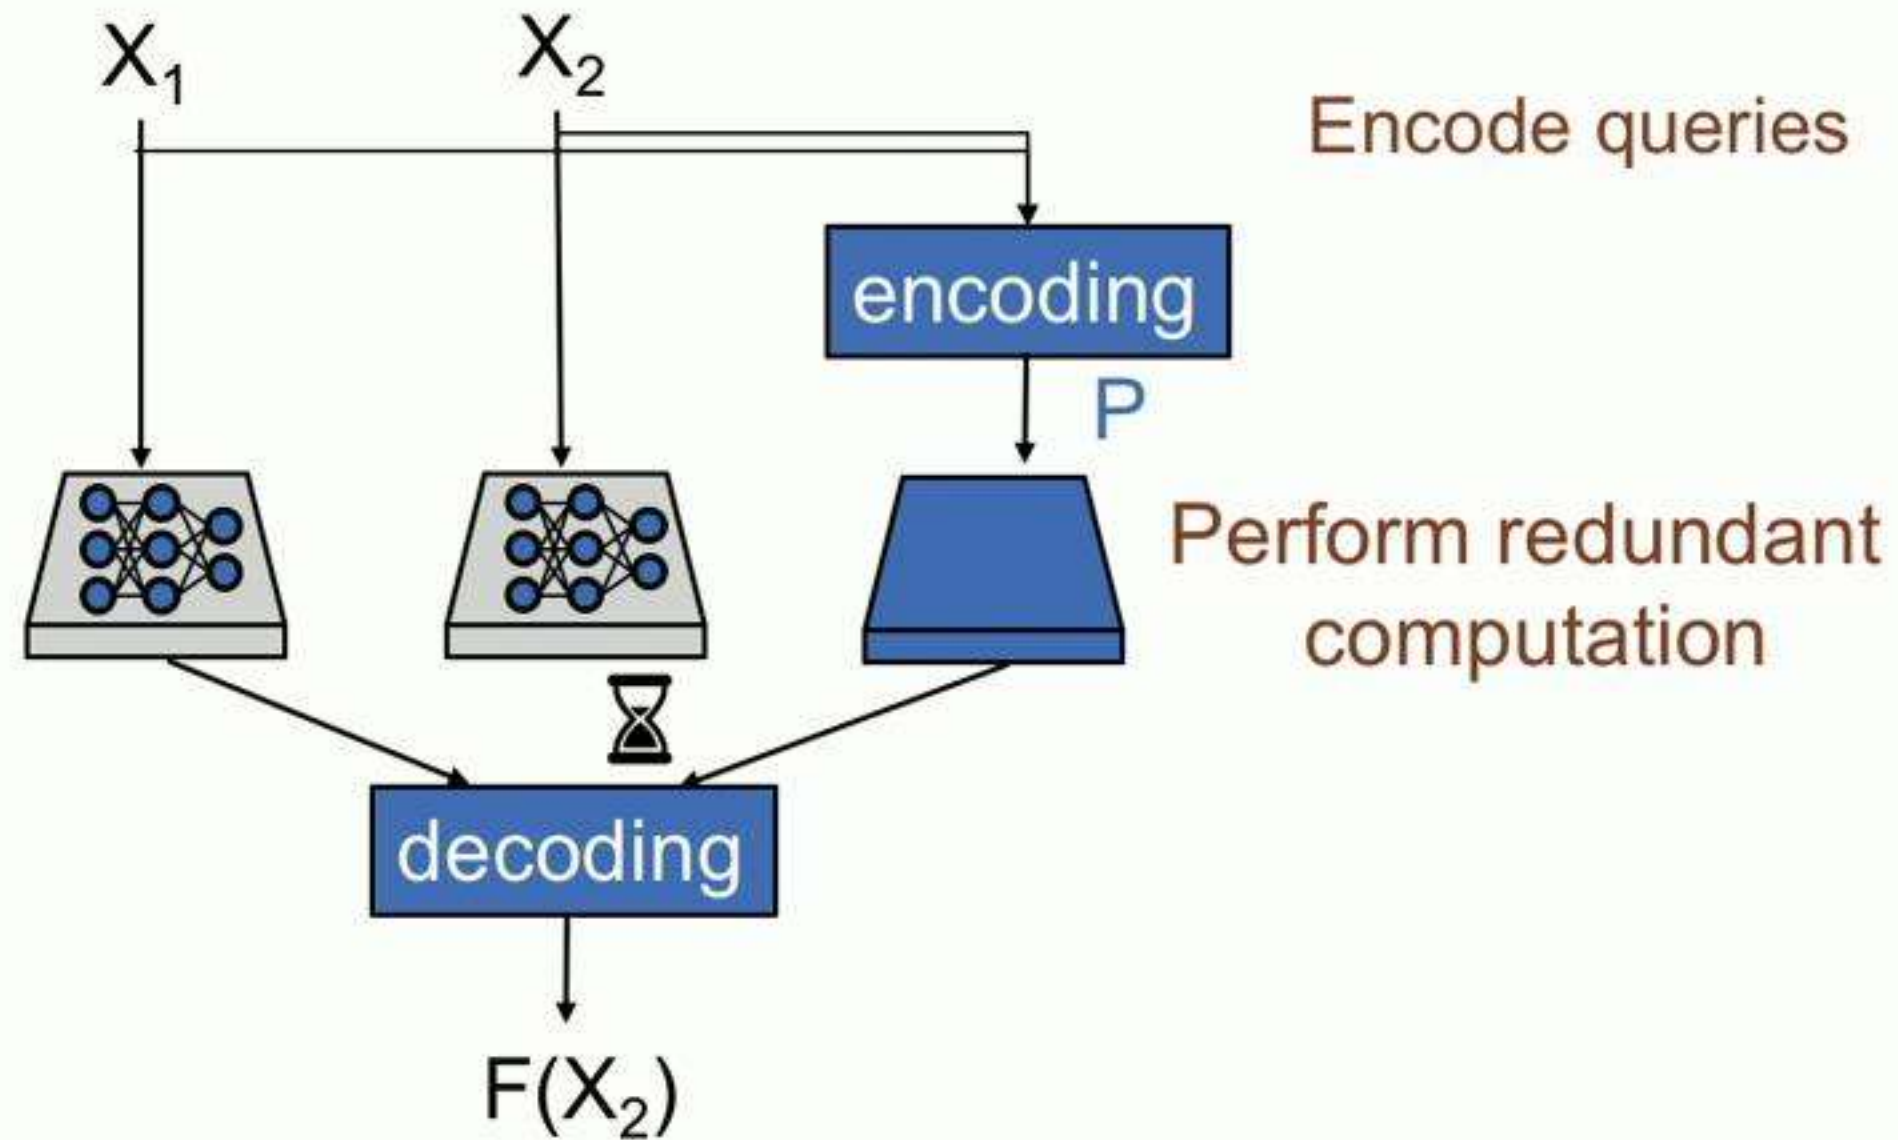 X₁
X₂
Encode queries
encoding
P
Perform redundant
computation
decoding
F(X₂)